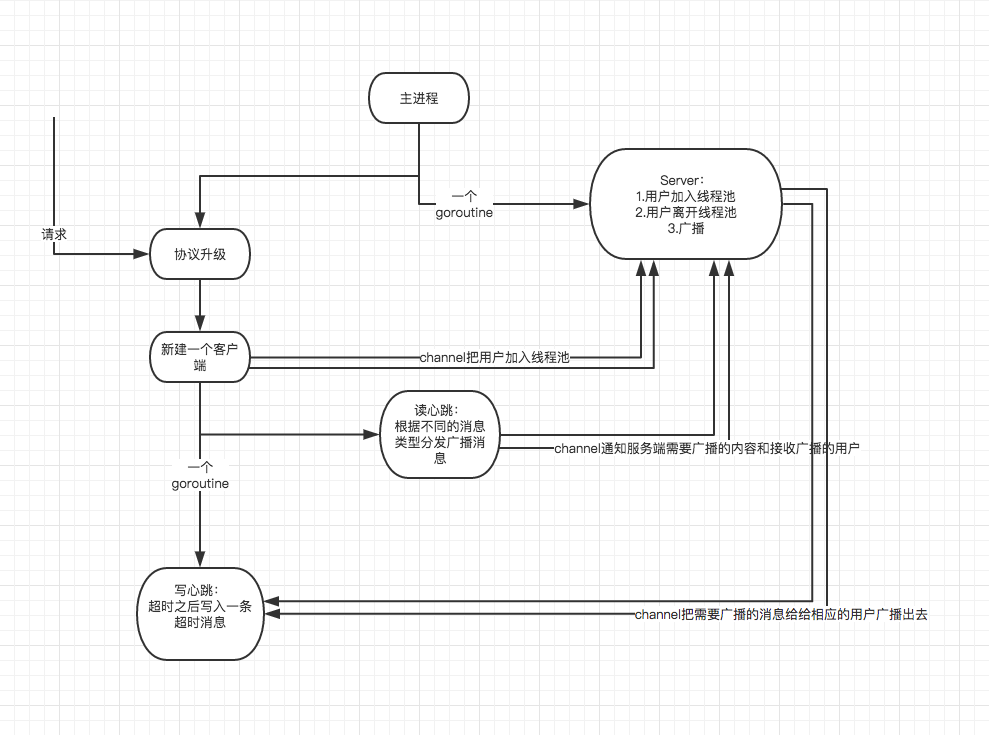 主进程
Server：
1.用户加入线程池
2.用户离开线程池
3.广播
一个
goroutine
请求
协议升级
新建一个客户
端
channel把用户加入线程池
读心跳：
根据不同的消息
类型分发广播消
息
channel通知服务端需要广播的内容和接收广播的用户
一个
goroutine
写心跳：
超时之后写入一条
超时消息
channel把需要广播的消息给给相应的用户广播出去